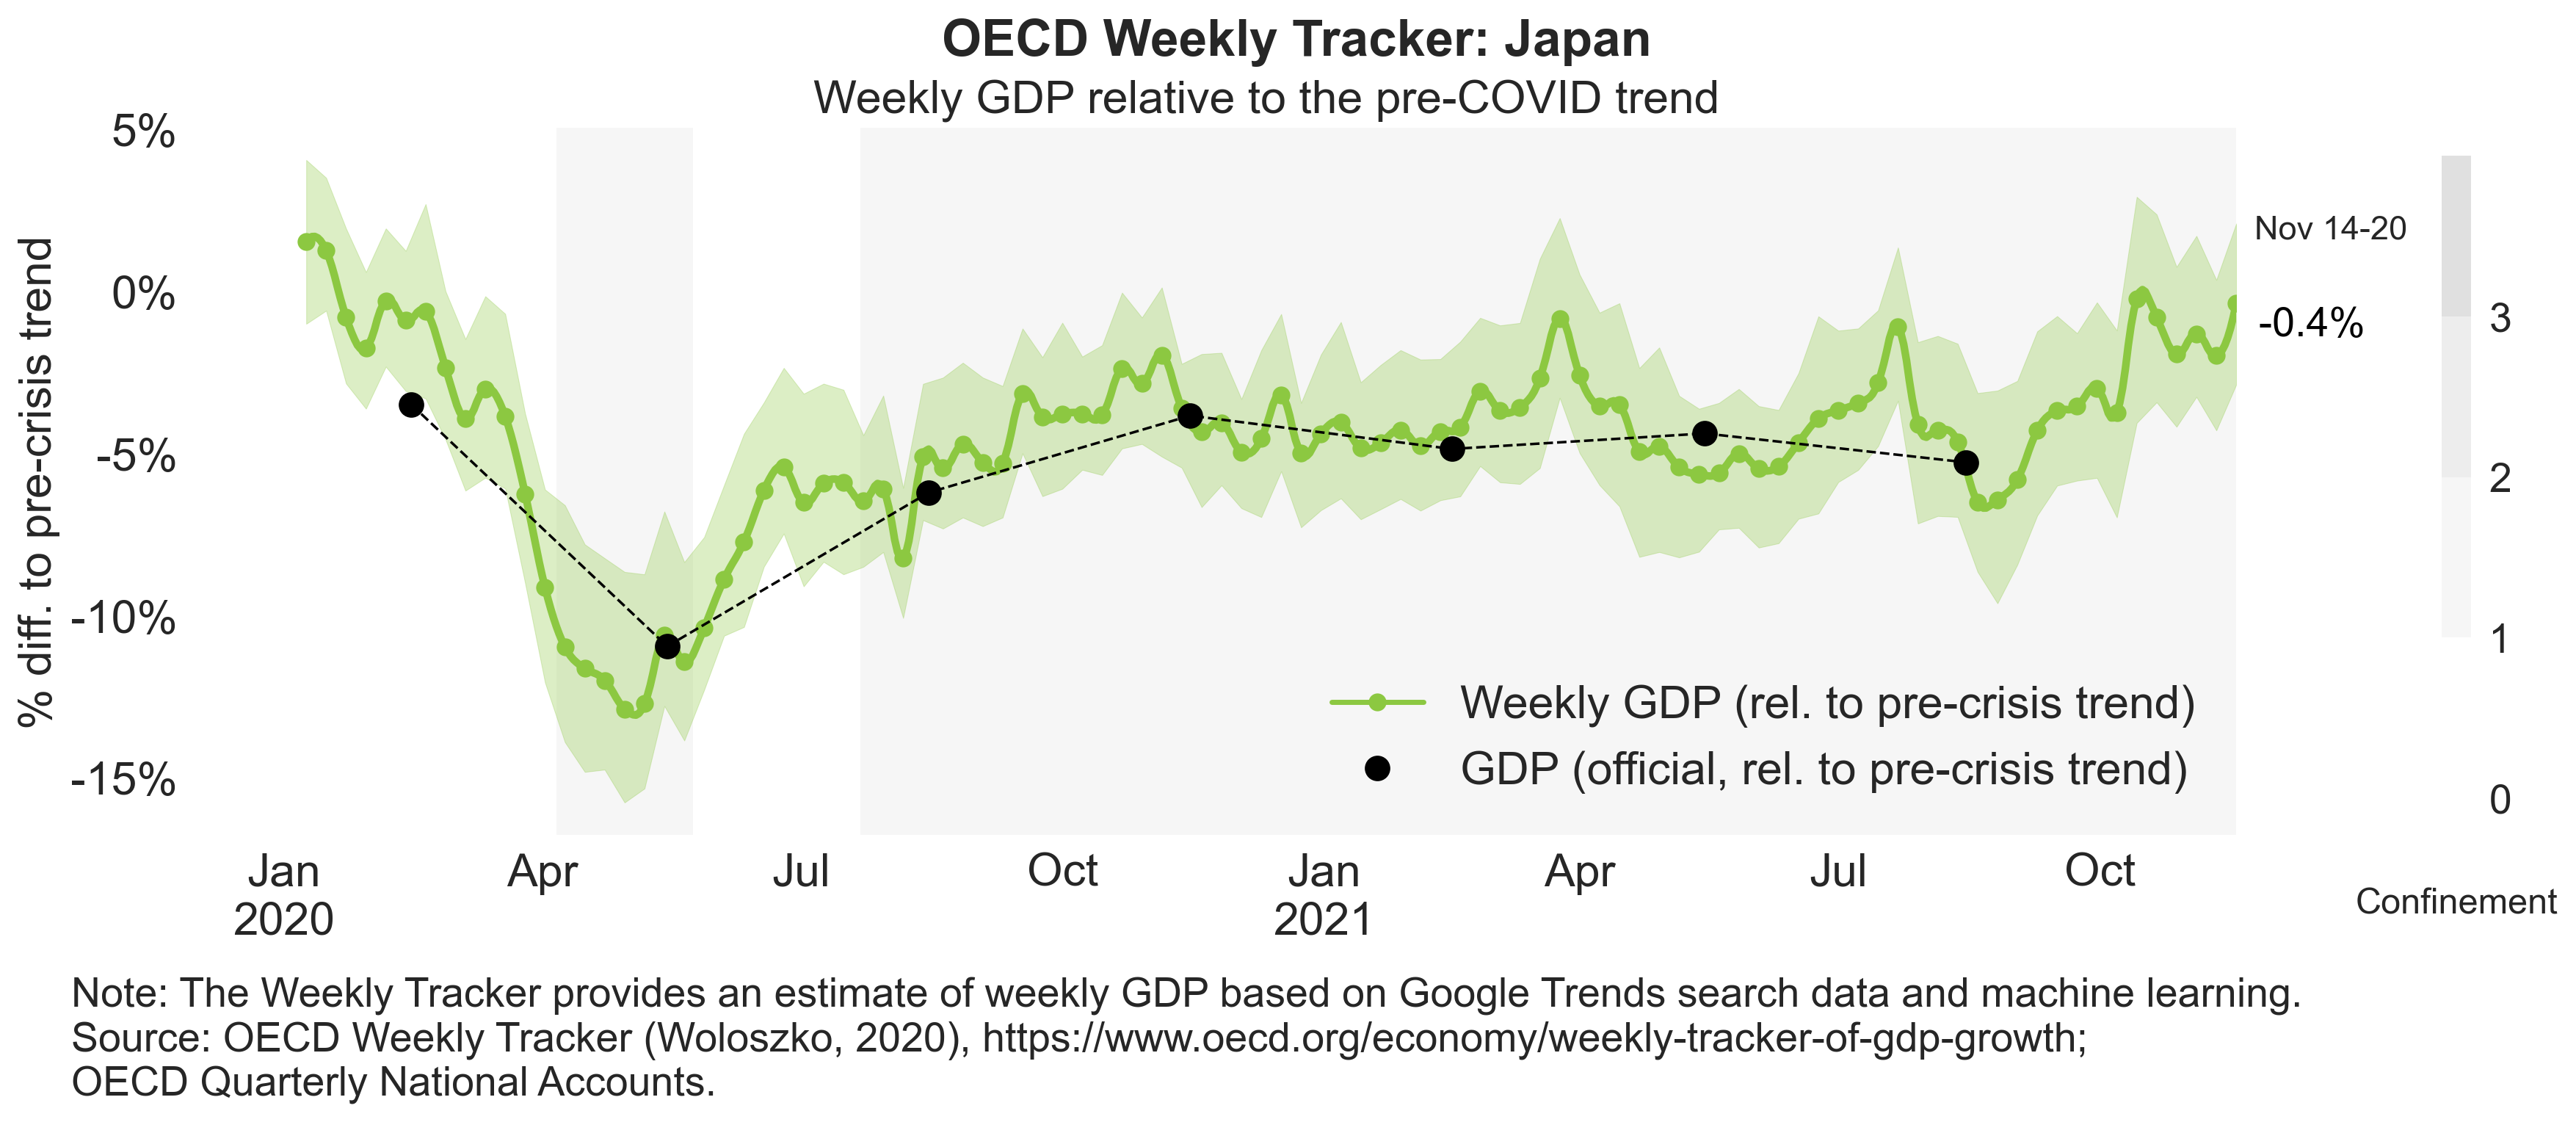 OECD Weekly Tracker: Japan
Weekly GDP relative to the pre-COVID trend
% diff. to pre-crisis trend
5%
0%
-5%
-10%
-15%
Jan
2020
Apr
Jul
Oct
Jan
2021
Apr
Jul
Oct
Nov 14-20
-0.4%
Weekly GDP (rel. to pre-crisis trend)
GDP (official, rel. to pre-crisis trend)
3
2
1
0
Confinement
Note: The Weekly Tracker provides an estimate of weekly GDP based on Google Trends search data and machine learning.
Source: OECD Weekly Tracker (Woloszko, 2020), https://www.oecd.org/economy/weekly-tracker-of-gdp-growth;
OECD Quarterly National Accounts.